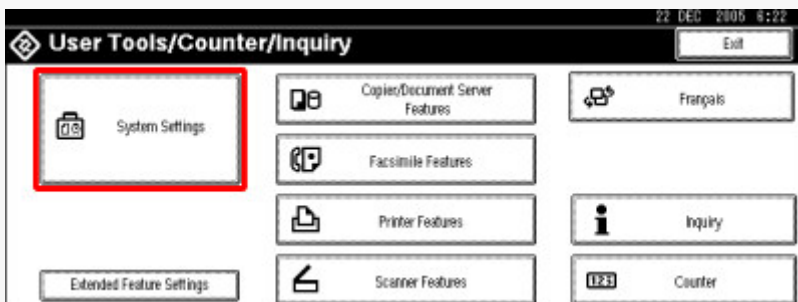 22 DEC 2005 6:22
User Tools/Counter/Inquiry
Exit
System Settings
Copier/Document Server
Features
Français
Facsimile Features
Printer Features
Inquiry
Extended Feature Settings
Scanner Features
123
Counter